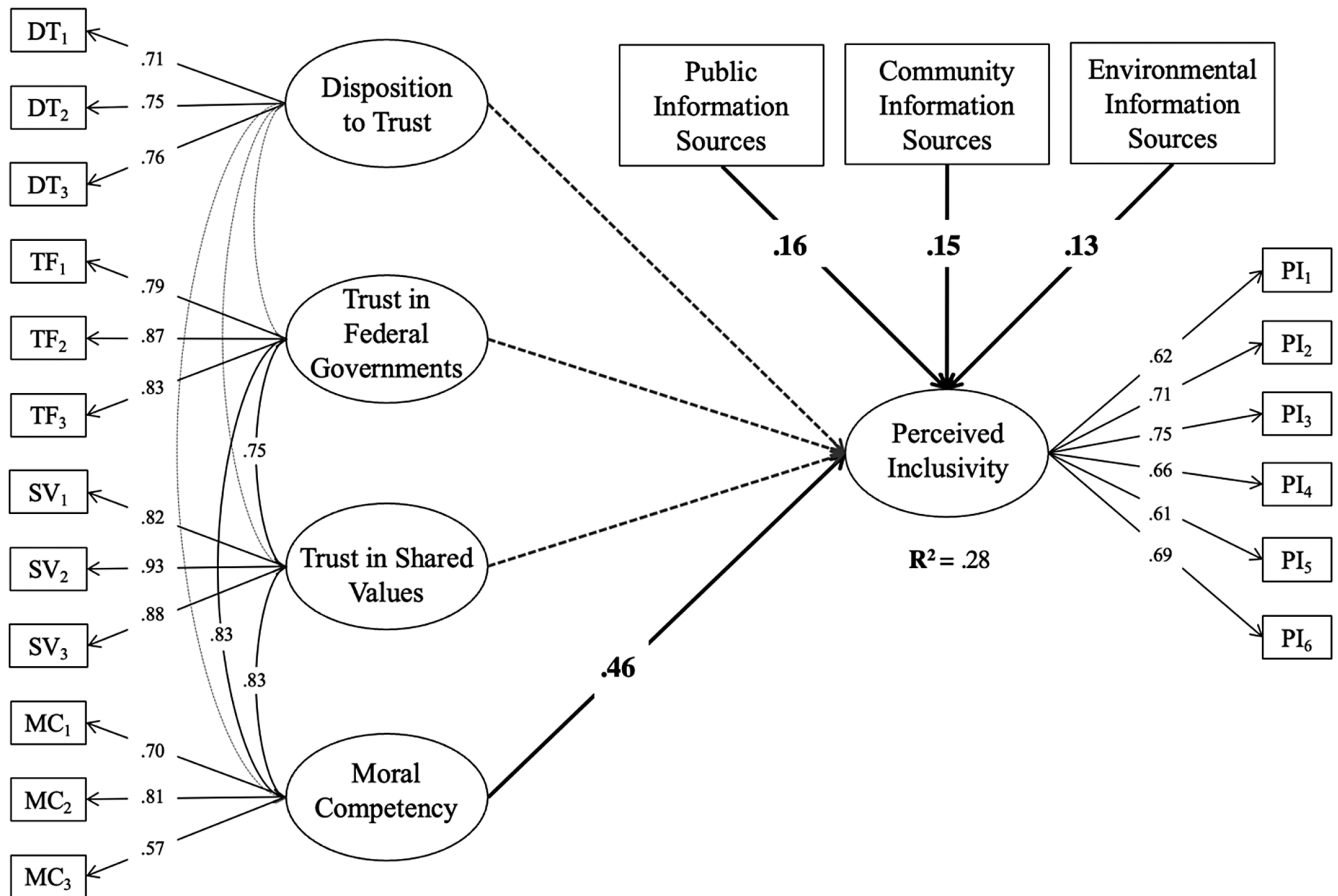 DT₁
.71
DT₂
.75
DT₃
.76
Disposition
to Trust
TF₁
.79
TF₂
.87
TF₃
.83
Trust in
Federal
Governments
SV₁
.82
SV₂
.93
SV₃
.88
Trust in Shared
Values
MC₁
.70
MC₂
.81
MC₃
.57
Moral
Competency
.75
.83
.83
Public
Information
Sources
Community
Information
Sources
Environmental
Information
Sources
.16
.15
.13
.46
Perceived
Inclusivity
R² = .28
PI₁
.62
PI₂
.71
PI₃
.75
PI₄
.66
PI₅
.61
PI₆
.69